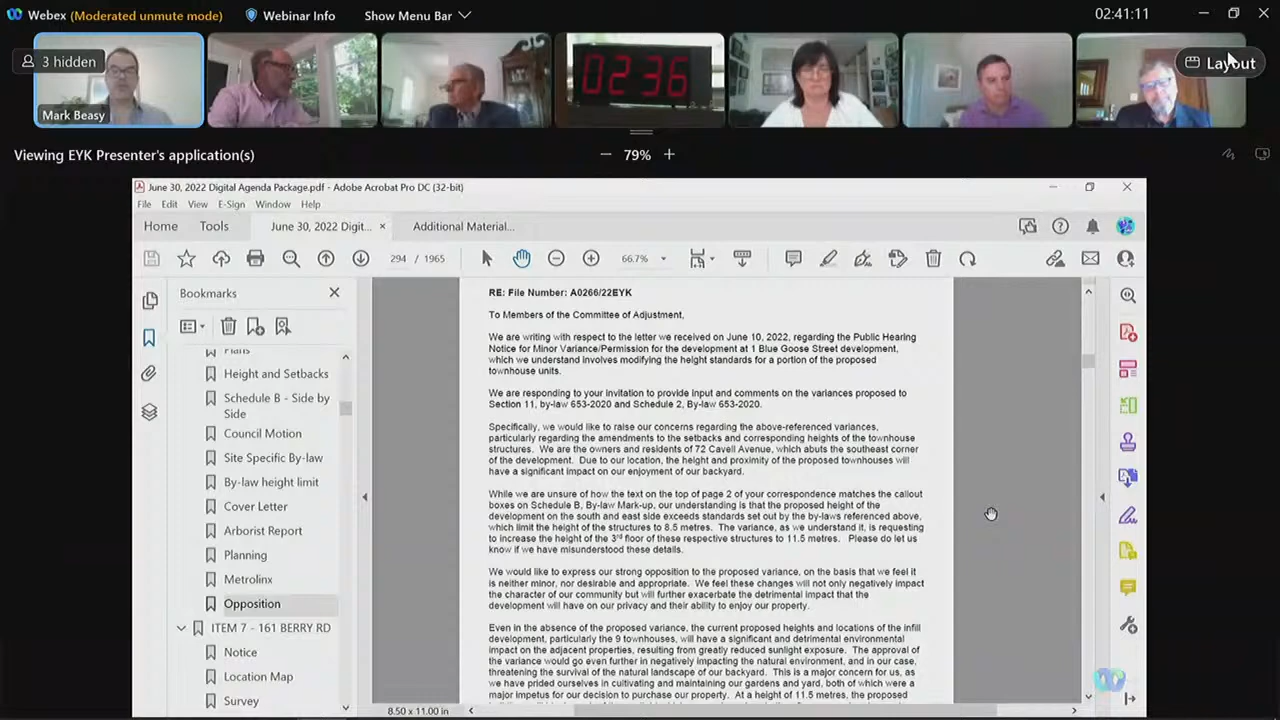 Webex (Moderated unmute mode)
Webinar Info
Show Menu Bar
02:41:11
3 hidden
Mark Beasy
02 36
Layout
Viewing EYK Presenter's application(s)
79%
June 30, 2022 Digital Agenda Package.pdf - Adobe Acrobat Pro DC (32-bit)
File Edit View E-Sign Window Help
Home Tools
June 30, 2022 Digit... ×
Additional Material...
294 / 1965
66.7%
Bookmarks
Plans
Height and Setbacks
Schedule B - Side by
Side
Council Motion
Site Specific By-law
By-law height limit
Cover Letter
Arborist Report
Planning
Metrolinx
Opposition
ITEM 7 - 161 BERRY RD
Notice
Location Map
Survey
RE: File Number: A0266/22EYK
To Members of the Committee of Adjustment,
We are writing with respect to the letter we received on June 10, 2022, regarding the Public Hearing
Notice for Minor Variance/Permission for the development at 1 Blue Goose Street development,
which we understand involves modifying the height standards for a portion of the proposed
townhouse units.
We are responding to your invitation to provide input and comments on the variances proposed to
Section 11, by-law 653-2020 and Schedule 2, By-law 653-2020.
Specifically, we would like to raise our concerns regarding the above-referenced variances,
particularly regarding the amendments to the setbacks and corresponding heights of the townhouse
structures. We are the owners and residents of 72 Cavell Avenue, which abuts the southeast corner
of the development. Due to our location, the height and proximity of the proposed townhouses will
have a significant impact on our enjoyment of our backyard.
While we are unsure of how the text on the top of page 2 of your correspondence matches the callout
boxes on Schedule B, By-law Mark-up, our understanding is that the proposed height of the
development on the south and east side exceeds standards set out by the by-laws referenced above,
which limit the height of the structures to 8.5 metres. The variance, as we understand it, is requesting
to increase the height of the 3rd floor of these respective structures to 11.5 metres. Please do let us
know if we have misunderstood these details.
We would like to express our strong opposition to the proposed variance, on the basis that we feel it
is neither minor, nor desirable and appropriate. We feel these changes will not only negatively impact
the character of our community but will further exacerbate the detrimental impact that the
development will have on our privacy and their ability to enjoy our property.
Even in the absence of the proposed variance, the current proposed heights and locations of the infill
development, particularly the 9 townhouses, will have a significant and detrimental environmental
impact on the adjacent properties, resulting from greatly reduced sunlight exposure. The approval of
the variance would go even further in negatively impacting the natural environment, and in our case,
threatening the survival of the natural landscape of our backyard. This is a major concern for us, as
we have prided ourselves in cultivating and maintaining our gardens and yard, both of which were a
major impetus for our decision to purchase our property. At a height of 11.5 metres, the proposed
8.50 x 11.00 in